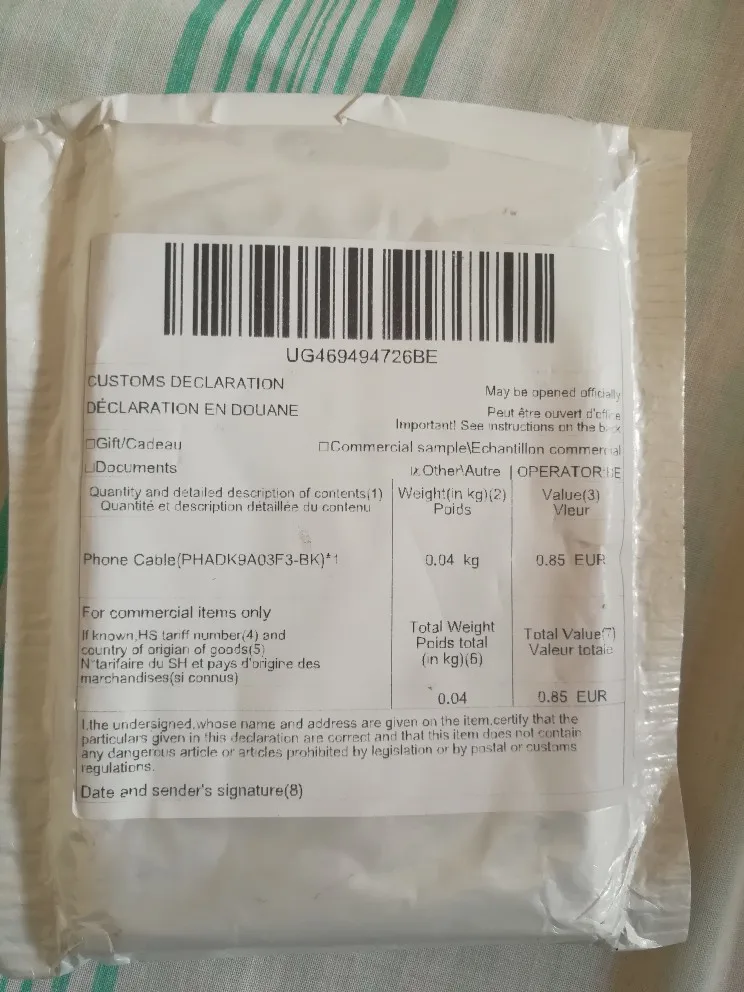 UG469494726BE
CUSTOMS DECLARATION
May be opened officially
DÉCLARATION EN DOUANE
Peut être ouvert d'office
Important! See instructions on the back
□Gift/Cadeau
□Commercial sample\Echantillon commercial
□Documents
☑Other\Autre
OPERATOR:BE
Quantity and detailed description of contents(1)
Quantité et description détaillée du contenu
Weight(in kg)(2)
Poids
Value(3)
Vleur
Phone Cable(PHADK9A03F3-BK)*1
0.04 kg
0.85 EUR
For commercial items only
If known,HS tariff number(4) and
country of origian of goods(5)
N°tarifaire du SH et pays d'origine des
marchandises(si connus)
Total Weight
Poids total
(in kg)(6)
Total Value(7)
Valeur totale
0.04
0.85 EUR
I,the undersigned,whose name and address are given on the item,certify that the
particulars given in this declaration are correct and that this item does not contain
any dangerous article or articles prohibited by legislation or by postal or customs
regulations.
Date and sender's signature(8)